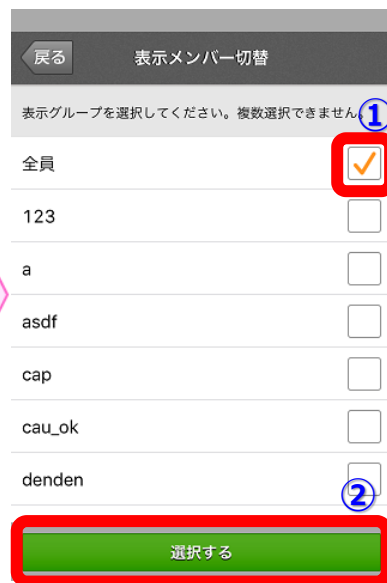 戻る 表示メンバー切替
表示グループを選択してください。複数選択できません。
①
全員
123
a
asdf
cap
cau_ok
denden
②
選択する